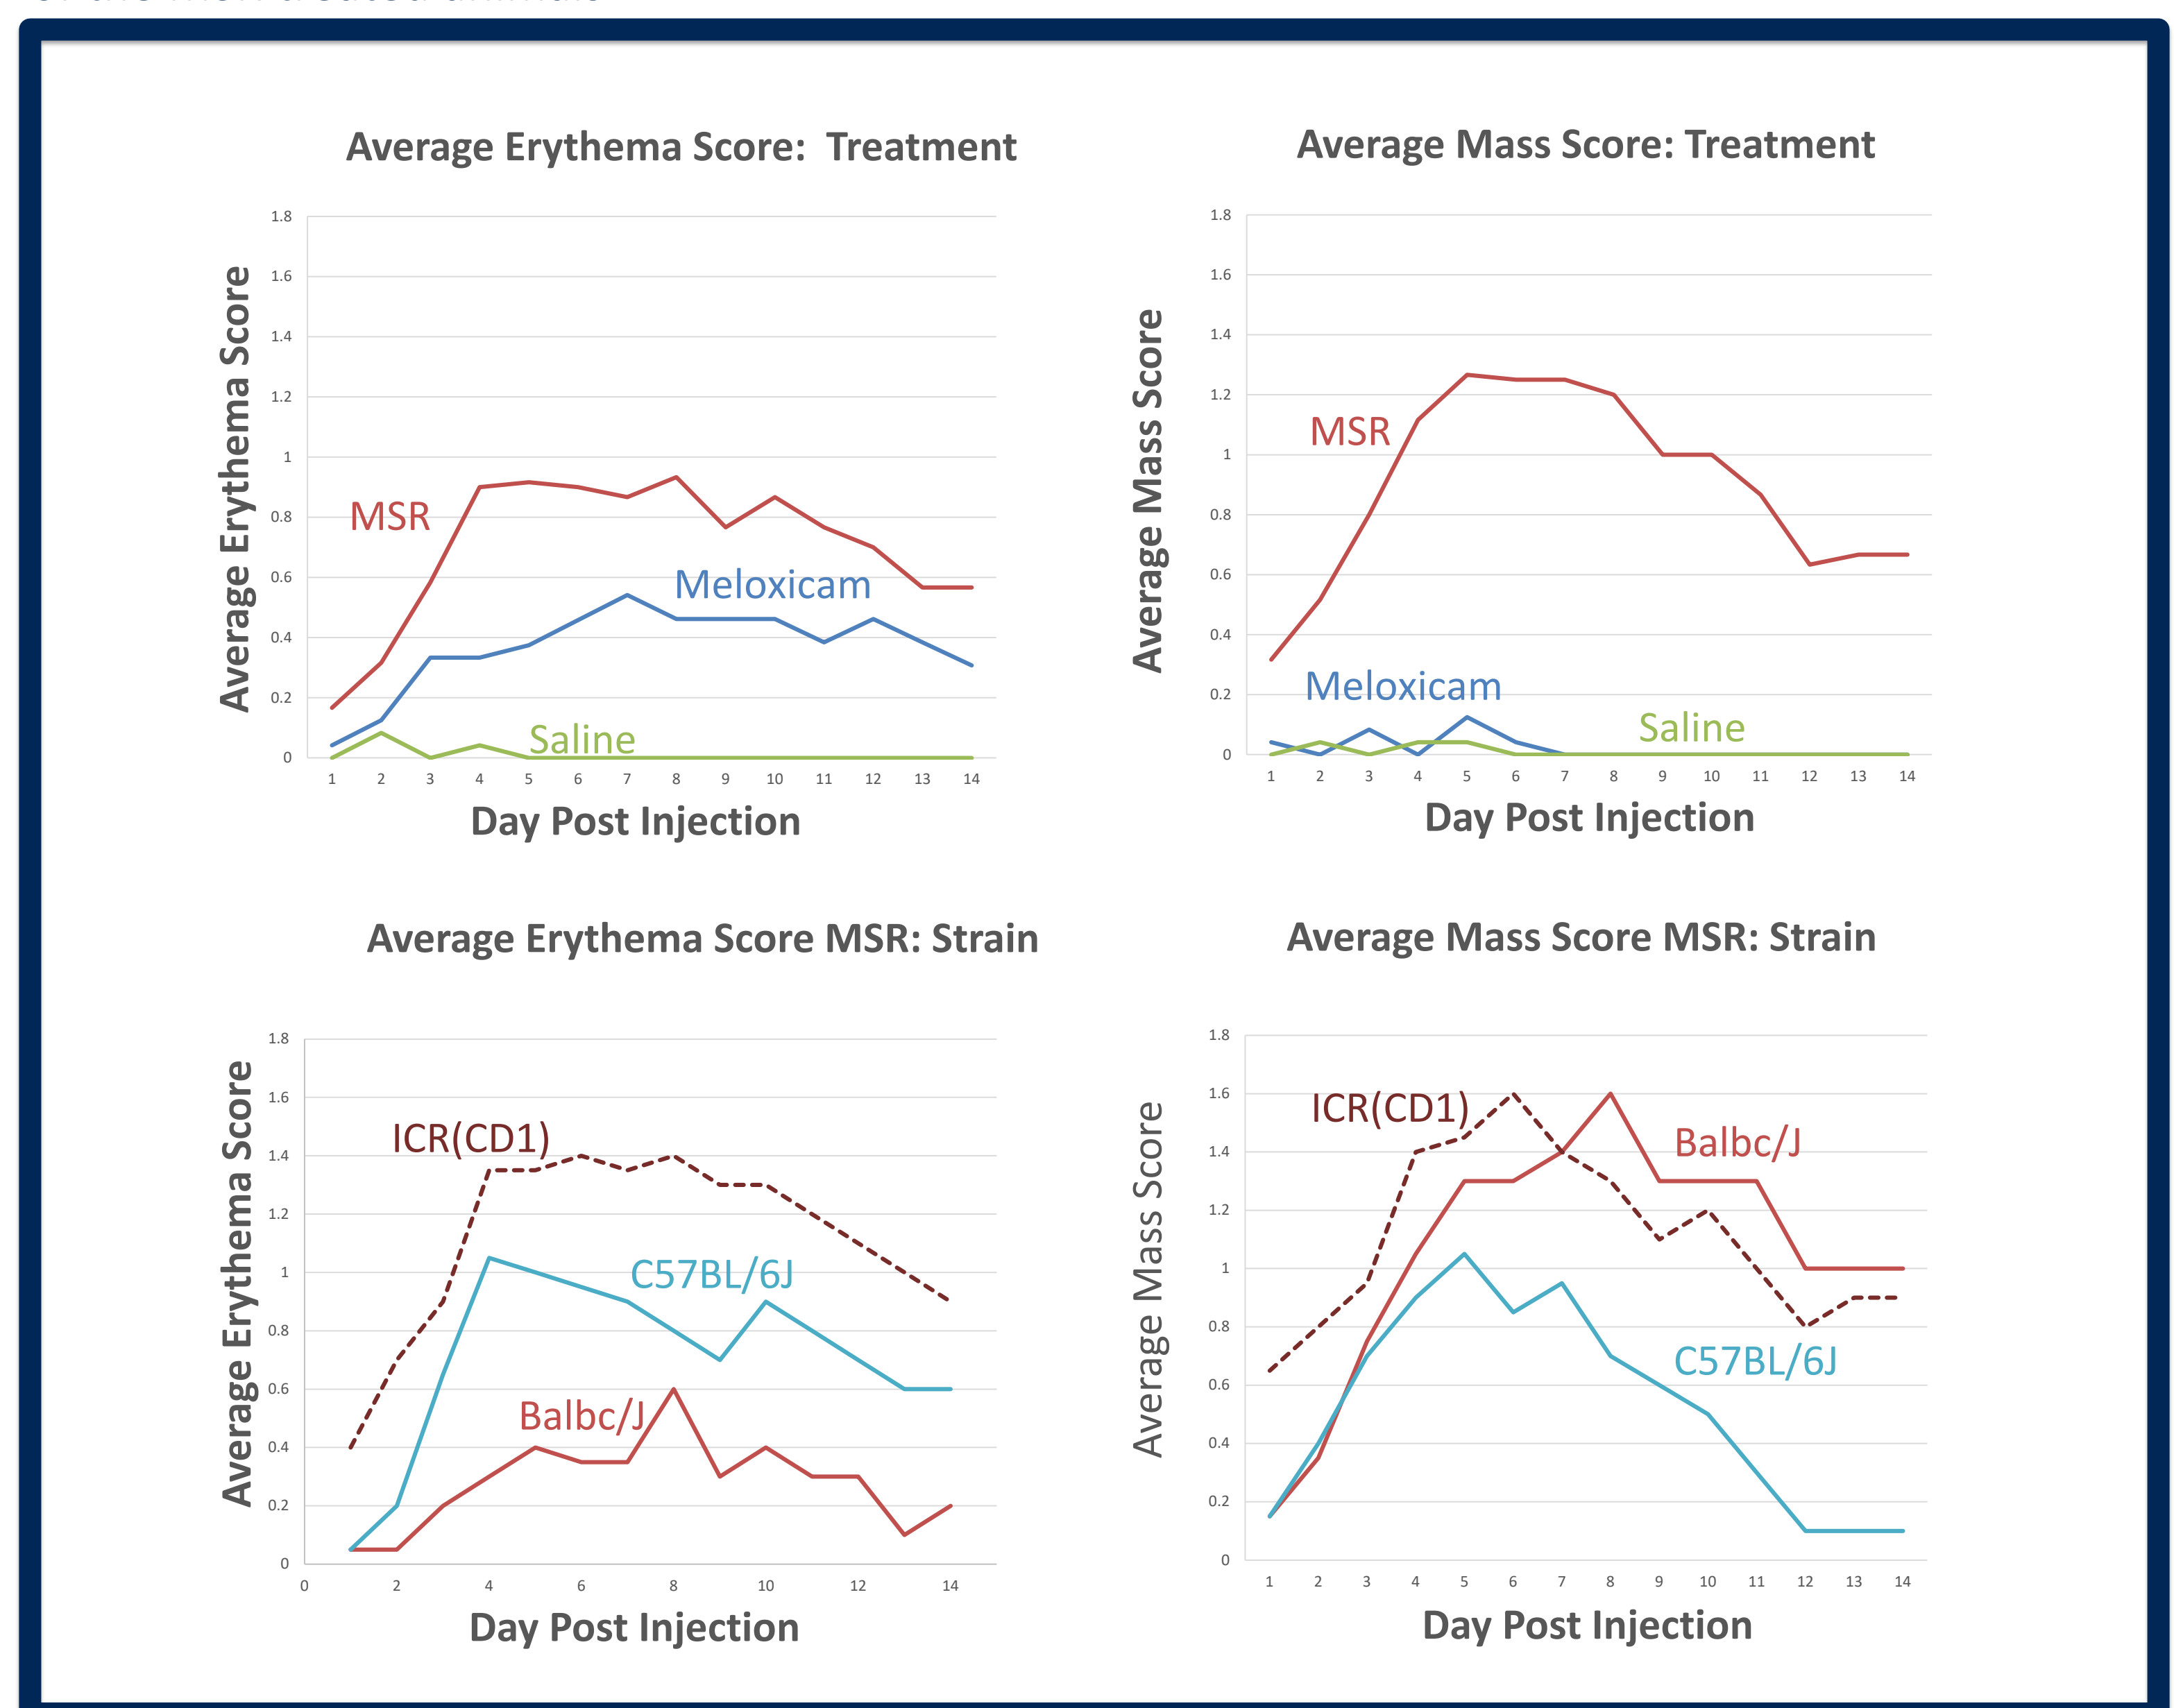 Average Erythema Score:  Treatment
Average Erythema Score
1.8
1.6
1.4
1.2
1
0.8
0.6
0.4
0.2
0
MSR
Meloxicam
Saline
1 2 3 4 5 6 7 8 9 10 11 12 13 14
Day Post Injection
Average Mass Score: Treatment
Average Mass Score
1.8
1.6
1.4
1.2
1
0.8
0.6
0.4
0.2
0
MSR
Meloxicam
Saline
1 2 3 4 5 6 7 8 9 10 11 12 13 14
Day Post Injection
Average Erythema Score MSR: Strain
Average Erythema Score
1.8
1.6
1.4
1.2
1
0.8
0.6
0.4
0.2
0
ICR(CD1)
C57BL/6J
Balbc/J
0 2 4 6 8 10 12 14
Day Post Injection
Average Mass Score MSR: Strain
Average Mass Score
1.8
1.6
1.4
1.2
1
0.8
0.6
0.4
0.2
0
ICR(CD1)
Balbc/J
C57BL/6J
1 2 3 4 5 6 7 8 9 10 11 12 13 14
Day Post Injection